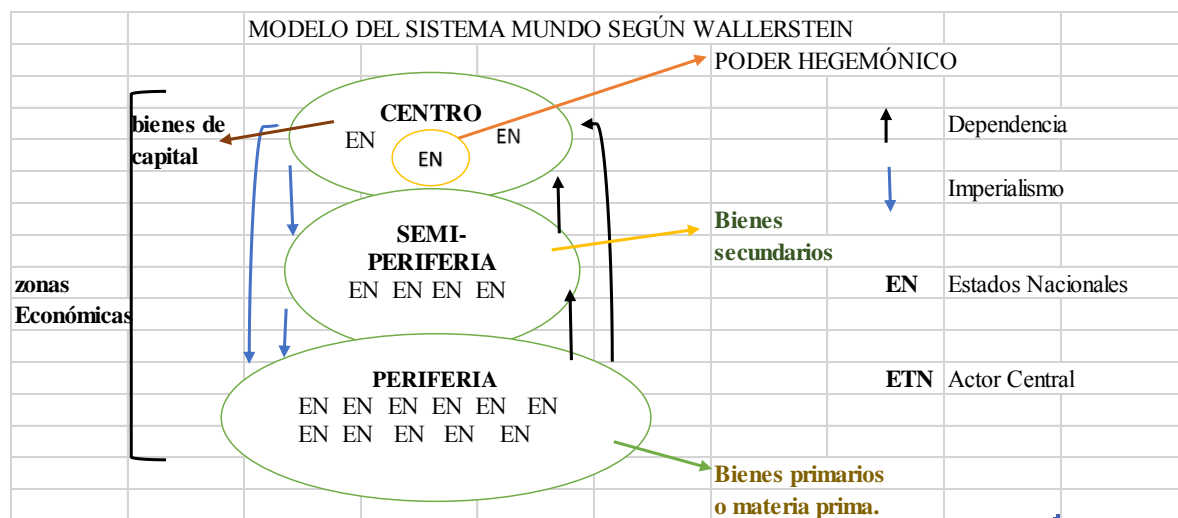 MODELO DEL SISTEMA MUNDO SEGÚN WALLERSTEIN
PODER HEGEMÓNICO
CENTRO
bienes de
capital
EN
EN
EN
Dependencia
Imperialismo
SEMI-
PERIFERIA
EN EN EN EN
Bienes
secundarios
zonas
Económicas
EN Estados Nacionales
PERIFERIA
EN EN EN EN EN EN
EN EN EN EN EN
ETN Actor Central
Bienes primarios
o materia prima.